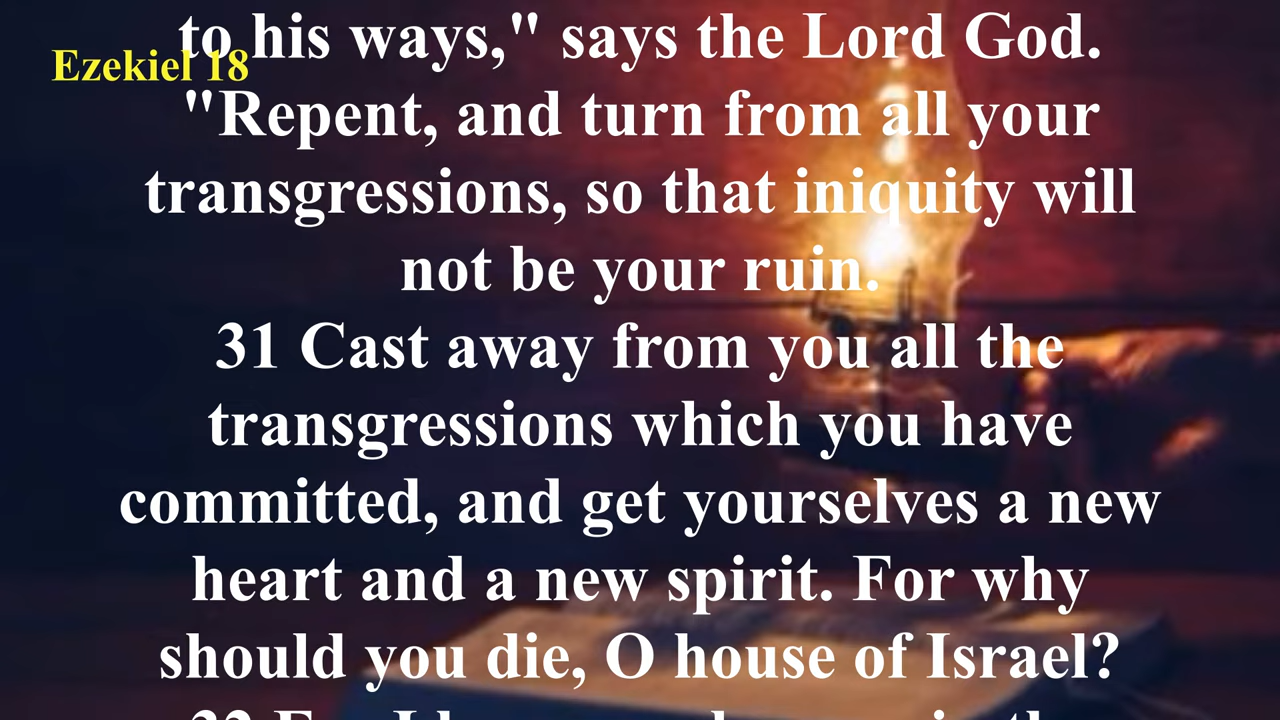 to his ways," says the Lord God.
Ezekiel 18
"Repent, and turn from all your
transgressions, so that iniquity will
not be your ruin.
31 Cast away from you all the
transgressions which you have
committed, and get yourselves a new
heart and a new spirit. For why
should you die, O house of Israel?